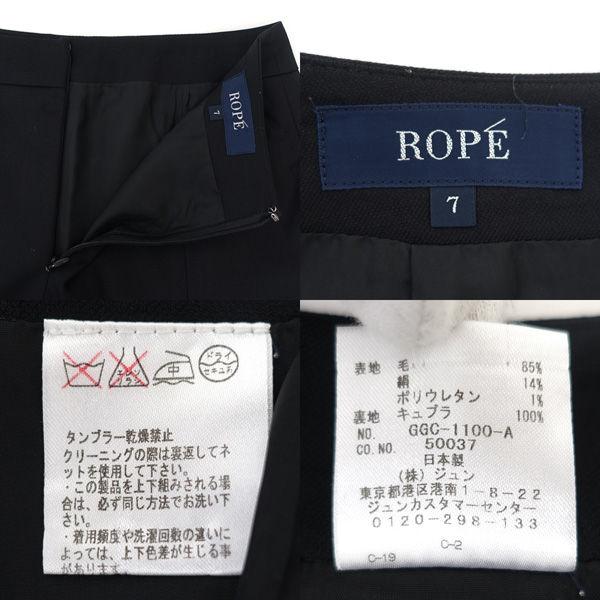 ROPÉ
7
ROPÉ
7
エンソ
サラシ
ドライ
セキユ系
タンブラー乾燥禁止
クリーニングの際は裏返してネ
ットを使用して下さい。
・この製品を上下組みされる場合
は、必ず同じ方法でお洗い下
さい。
・着用頻度や洗濯回数の違いに
よっては、上下色差が生じる事
があります。
表地 毛 85%
絹 14%
ポリウレタン 1%
裏地 キュプラ 100%
NO. GGC-1100-A
CO.NO. 50037
日本製
(株)ジュン
東京都港区港南1-8-22
ジュンカスタマーセンター
0120-298-133
C-19 C-2